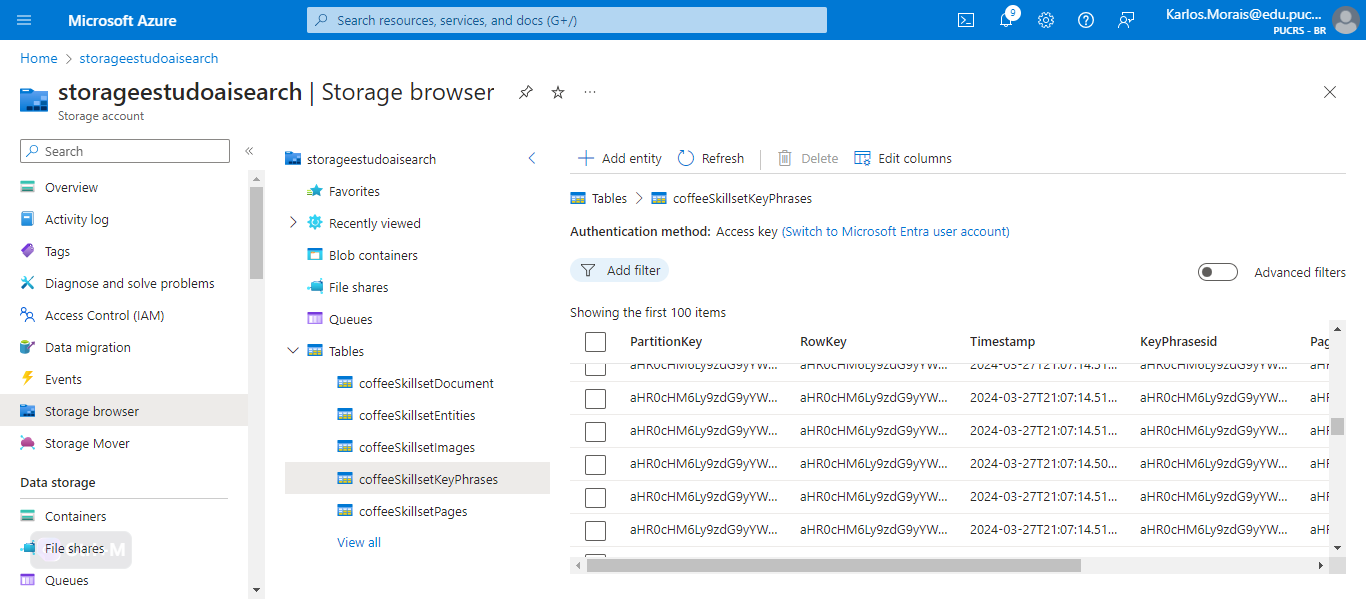 Microsoft Azure
Search resources, services, and docs (G+/)
9
Karlos.Morais@edu.puc...
PUCRS - BR
Home > storageestudoaisearch
storageestudoaisearch | Storage browser
Storage account
Search
Overview
Activity log
Tags
Diagnose and solve problems
Access Control (IAM)
Data migration
Events
Storage browser
Storage Mover
Data storage
Containers
File shares
Queues
storageestudoaisearch
Favorites
Recently viewed
Blob containers
File shares
Queues
Tables
coffeeSkillsetDocument
coffeeSkillsetEntities
coffeeSkillsetImages
coffeeSkillsetKeyPhrases
coffeeSkillsetPages
View all
Add entity Refresh Delete Edit columns
Tables > coffeeSkillsetKeyPhrases
Authentication method: Access key (Switch to Microsoft Entra user account)
Add filter
Advanced filters
Showing the first 100 items
PartitionKey RowKey Timestamp KeyPhrasesid Pag
aHR0cHM6Ly9zdG9yYW... aHR0cHM6Ly9zdG9yYW... 2024-03-27T21:07:14.51... aHR0cHM6Ly9zdG9yYW... aHR
aHR0cHM6Ly9zdG9yYW... aHR0cHM6Ly9zdG9yYW... 2024-03-27T21:07:14.51... aHR0cHM6Ly9zdG9yYW... aHR
aHR0cHM6Ly9zdG9yYW... aHR0cHM6Ly9zdG9yYW... 2024-03-27T21:07:14.51... aHR0cHM6Ly9zdG9yYW... aHR
aHR0cHM6Ly9zdG9yYW... aHR0cHM6Ly9zdG9yYW... 2024-03-27T21:07:14.50... aHR0cHM6Ly9zdG9yYW... aHR
aHR0cHM6Ly9zdG9yYW... aHR0cHM6Ly9zdG9yYW... 2024-03-27T21:07:14.51... aHR0cHM6Ly9zdG9yYW... aHR
aHR0cHM6Ly9zdG9yYW... aHR0cHM6Ly9zdG9yYW... 2024-03-27T21:07:14.51... aHR0cHM6Ly9zdG9yYW... aHR